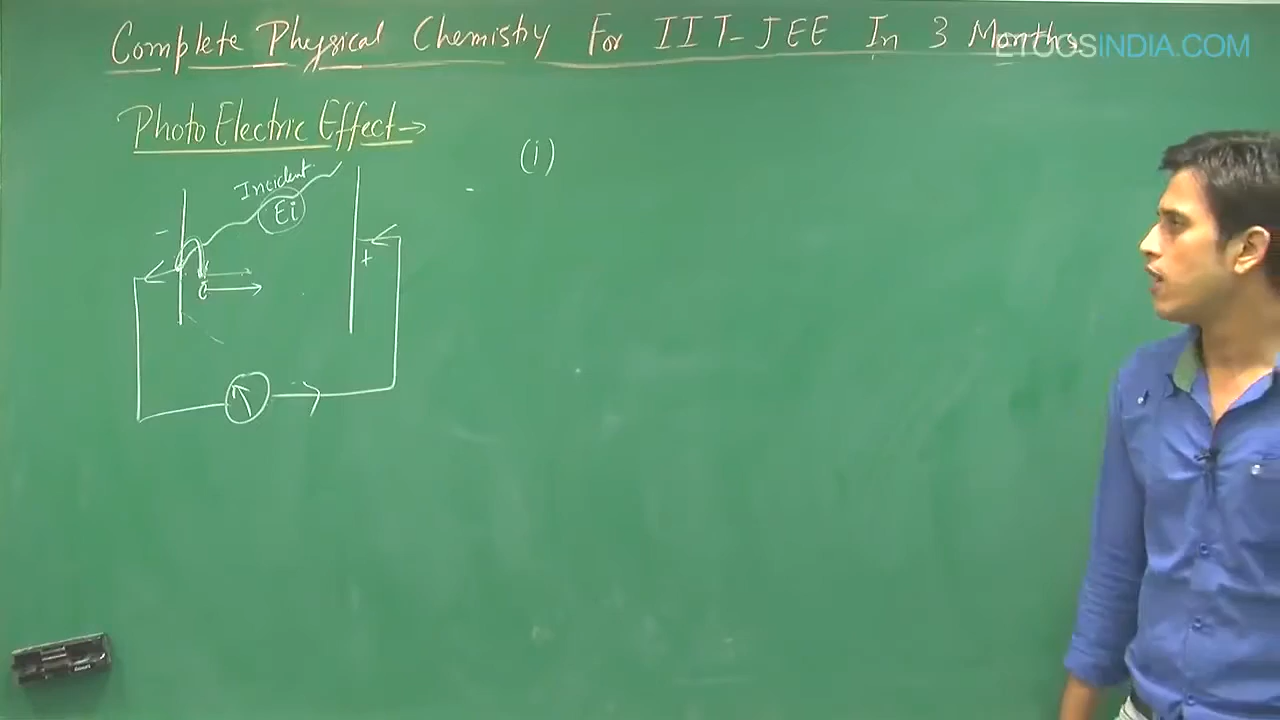 Complete Physical Chemistry For IIT-JEE In 3 Months
ETOOSINDIA.COM
Photo Electric Effect→
(i)
Incident
Ei
-
+
e